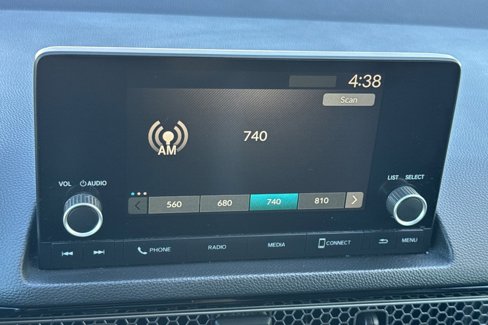 4:38
Scan
AM
740
VOL AUDIO
LIST SELECT
560 680 740 810
PHONE RADIO MEDIA CONNECT MENU